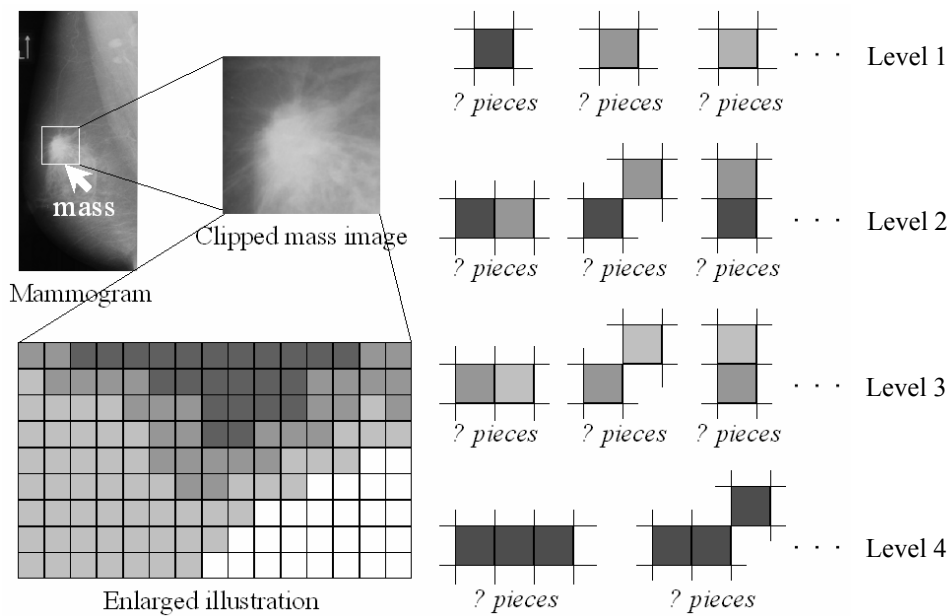 mass
Clipped mass image
Mammogram
Enlarged illustration
? pieces ? pieces ? pieces · · · Level 1
? pieces ? pieces ? pieces · · · Level 2
? pieces ? pieces ? pieces · · · Level 3
? pieces ? pieces · · · Level 4